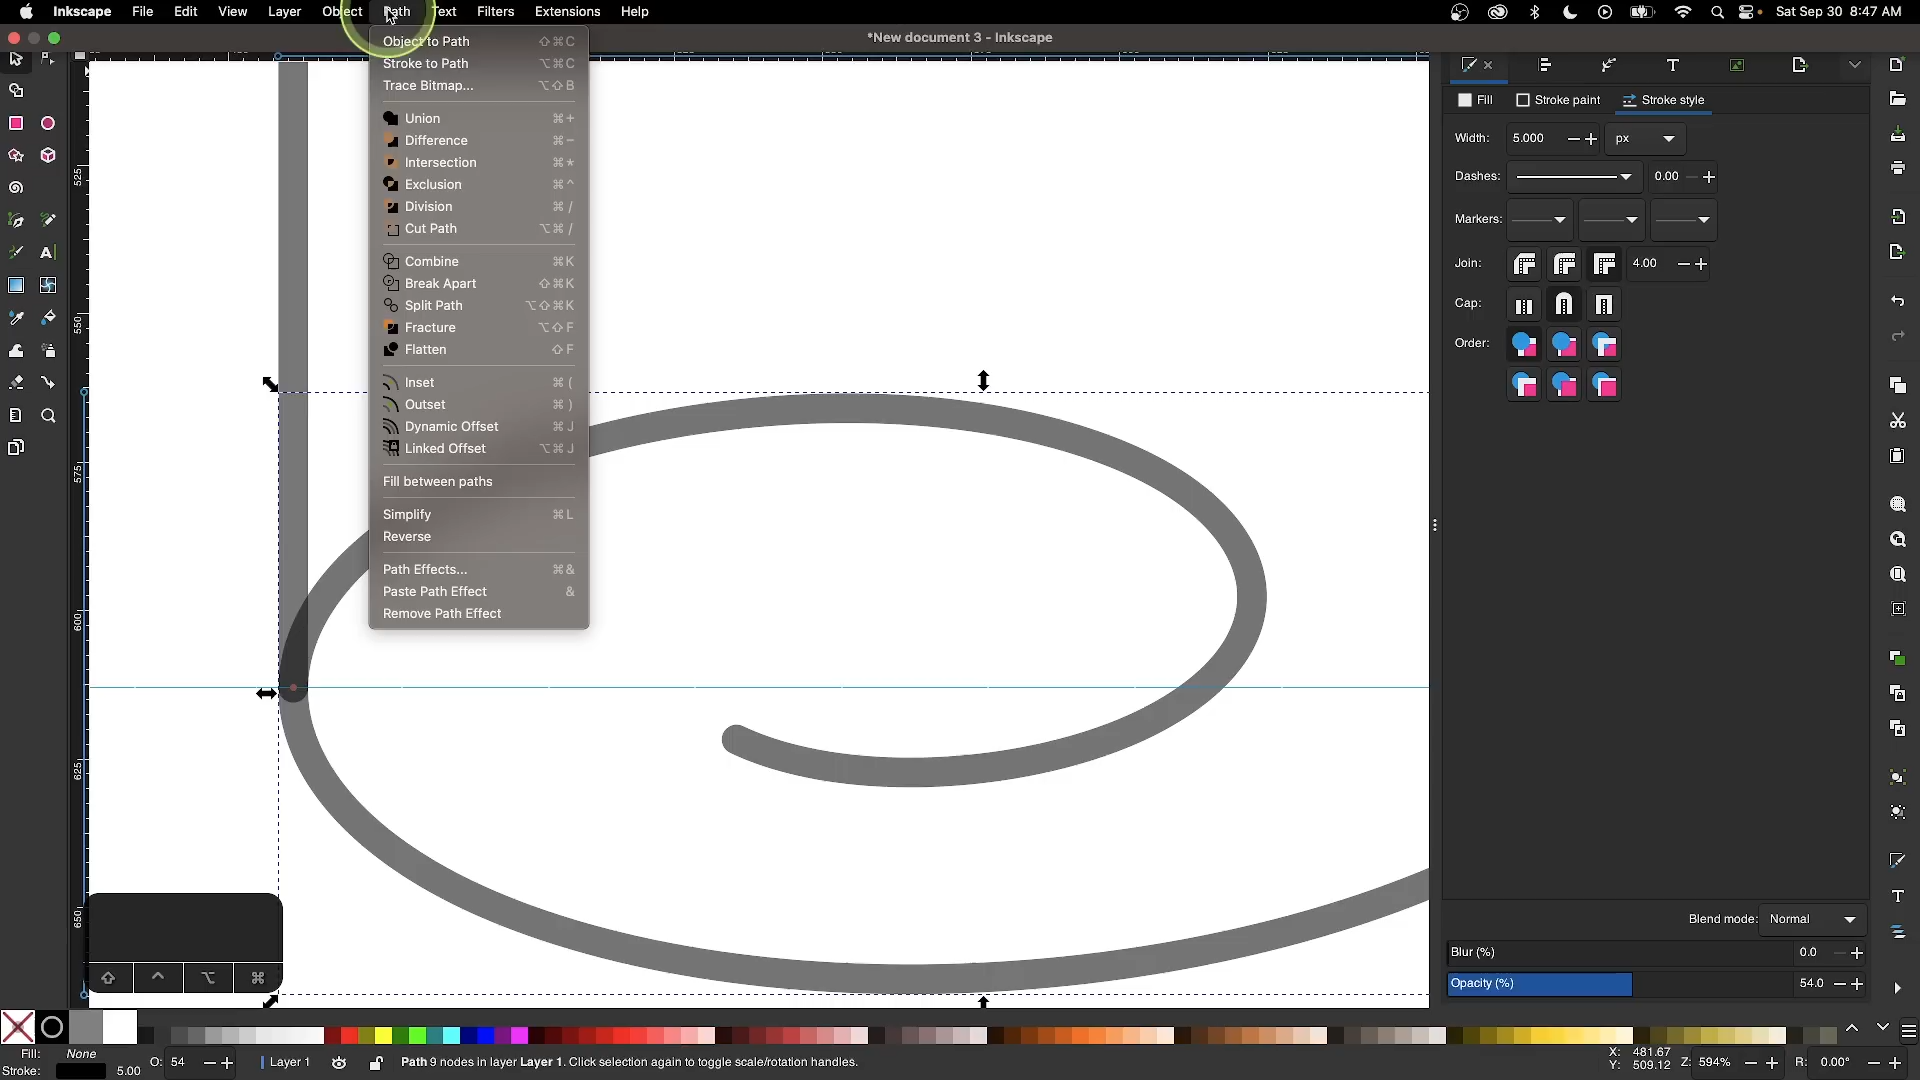 Inkscape File Edit View Layer Object Path Text Filters Extensions Help Sat Sep 30 8:47 AM
*New document 3 - Inkscape
Object to Path ⇧⌘C
Stroke to Path ⌥⌘C
Trace Bitmap... ⌥⇧B
Union ⌘+
Difference ⌘−
Intersection ⌘*
Exclusion ⌘^
Division ⌘/
Cut Path ⌥⌘/
Combine ⌘K
Break Apart ⇧⌘K
Split Path ⌥⇧⌘K
Fracture ⌥⇧F
Flatten ⇧F
Inset ⌘(
Outset ⌘)
Dynamic Offset ⌘J
Linked Offset ⌥⌘J
Fill between paths
Simplify ⌘L
Reverse
Path Effects... ⌘&
Paste Path Effect &
Remove Path Effect
525
550
575
600
625
650
Fill Stroke paint Stroke style
Width: 5.000 px
Dashes: 0.00
Markers:
Join: 4.00
Cap:
Order:
Blend mode: Normal
Blur (%) 0.0
Opacity (%) 54.0
⇧ ^ ⌥ ⌘
Fill: None
Stroke: 5.00
O: 54
Layer 1
Path 9 nodes in layer Layer 1. Click selection again to toggle scale/rotation handles.
X: 481.67
Y: 509.12
Z: 594%
R: 0.00°